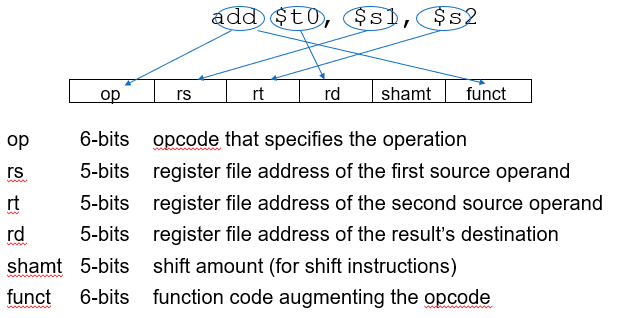 add $t0, $s1, $s2
op rs rt rd shamt funct
op 6-bits opcode that specifies the operation
rs 5-bits register file address of the first source operand
rt 5-bits register file address of the second source operand
rd 5-bits register file address of the result's destination
shamt 5-bits shift amount (for shift instructions)
funct 6-bits function code augmenting the opcode